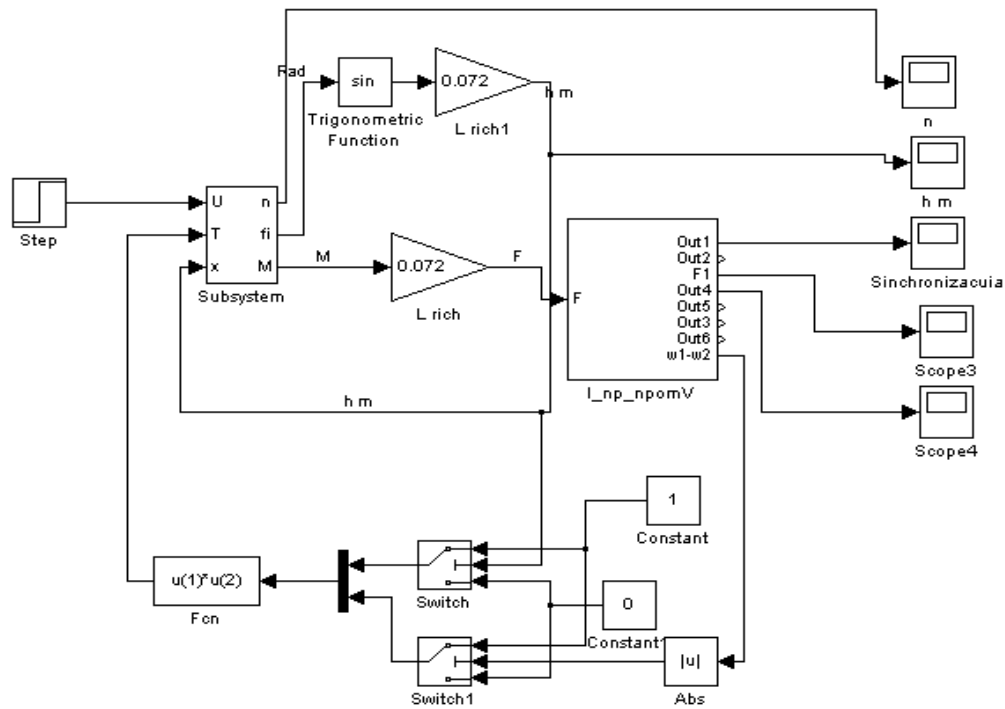 Rad
sin
Trigonometric
Function
0.072
L rich1
h m
n
h m
Step
U
T
x
n
fi
M
Subsystem
M
0.072
L rich
F
F
Out1
Out2
F1
Out4
Out5
Out3
Out6
w1-w2
I_np_npomV
Sinchronizacuia
Scope3
Scope4
h m
1
Constant
u(1)*u(2)
Fcn
Switch
0
Constant1
Switch1
|u|
Abs